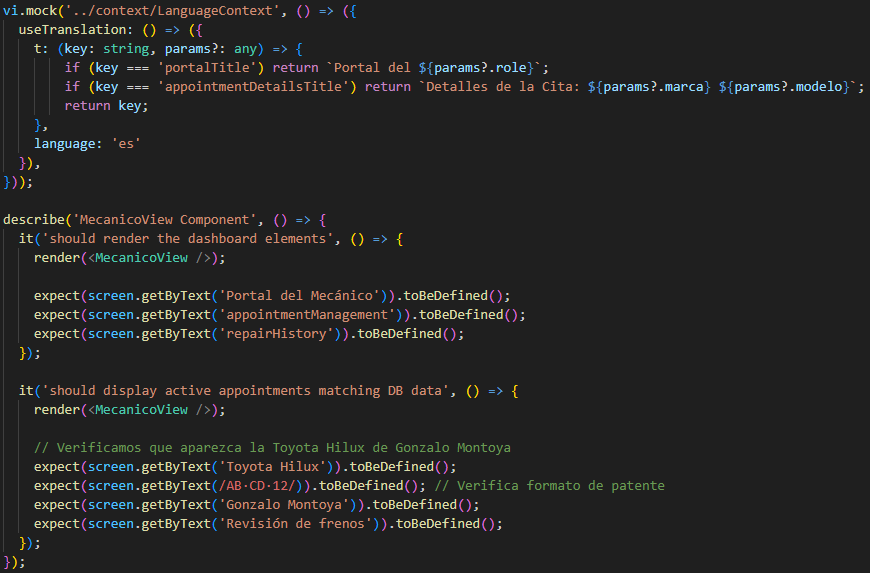 vi.mock('../context/LanguageContext', () => ({
  useTranslation: () => ({
    t: (key: string, params?: any) => {
        if (key === 'portalTitle') return `Portal del ${params?.role}`;
        if (key === 'appointmentDetailsTitle') return `Detalles de la Cita: ${params?.marca} ${params?.modelo}`;
        return key;
    },
    language: 'es'
  }),
}));

describe('MecanicoView Component', () => {
  it('should render the dashboard elements', () => {
    render(<MecanicoView />);

    expect(screen.getByText('Portal del Mecánico')).toBeDefined();
    expect(screen.getByText('appointmentManagement')).toBeDefined();
    expect(screen.getByText('repairHistory')).toBeDefined();
  });

  it('should display active appointments matching DB data', () => {
    render(<MecanicoView />);

    // Verificamos que aparezca la Toyota Hilux de Gonzalo Montoya
    expect(screen.getByText('Toyota Hilux')).toBeDefined();
    expect(screen.getByText(/AB·CD·12/)).toBeDefined(); // Verifica formato de patente
    expect(screen.getByText('Gonzalo Montoya')).toBeDefined();
    expect(screen.getByText('Revisión de frenos')).toBeDefined();
  });
});